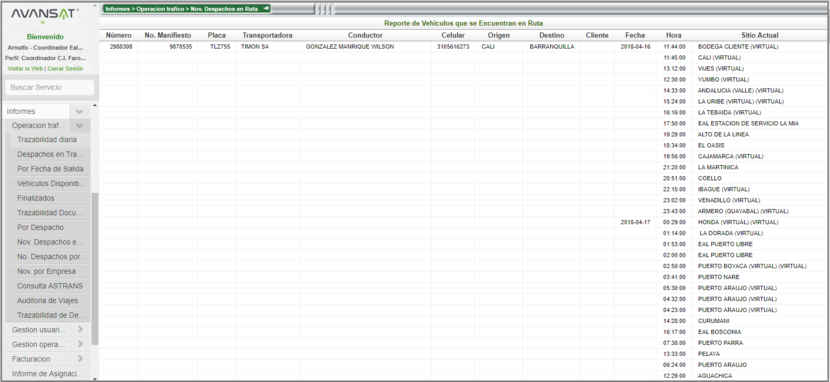 AVANSAT
Bienvenido
Arnulfo - Coordinador Eal...
Perfil: Coordinador C.I. Faro...
Visitar la Web | Cerrar Sesión
Buscar Servicio
Informes
Operacion traf...
Trazabilidad diaria
Despachos en Tra...
Por Fecha de Salida
Vehiculos Disponib...
Finalizados
Trazabilidad Docu...
Por Despacho
Nov. Despachos e...
No. Despachos por...
Nov. por Empresa
Consulta ASTRANS
Auditoria de Viajes
Trazabilidad de De...
Gestion usuari...
Gestion opera...
Facturacion
Informe de Asignaci...
Informes > Operacion trafico > Nov. Despachos en Ruta
Reporte de Vehículos que se Encuentran en Ruta
Número No. Manifiesto Placa Transportadora Conductor Celular Origen Destino Cliente Fecha Hora Sitio Actual
2988308 9878535 TLZ755 TIMON SA GONZALEZ MANRIQUE WILSON 3105616273 CALI BARRANQUILLA 2018-04-16 11:44:00 BODEGA CLIENTE (VIRTUAL)
11:45:00 CALI (VIRTUAL)
13:12:00 VIJES (VIRTUAL)
12:30:00 YUMBO (VIRTUAL)
14:33:00 ANDALUCIA (VALLE) (VIRTUAL)
15:24:00 LA URIBE (VIRTUAL) (VIRTUAL)
16:16:00 LA TEBAIDA (VIRTUAL)
17:50:00 EAL ESTACION DE SERVICIO LA MIA
19:29:00 ALTO DE LA LINEA
18:34:00 EL OASIS
19:56:00 CAJAMARCA (VIRTUAL)
21:20:00 LA MARTINICA
20:51:00 COELLO
22:15:00 IBAGUE (VIRTUAL)
23:02:00 VENADILLO (VIRTUAL)
23:43:00 ARMERO (GUAYABAL) (VIRTUAL)
2018-04-17 00:29:00 HONDA (VIRTUAL) (VIRTUAL)
01:14:00 LA DORADA (VIRTUAL)
01:53:00 EAL PUERTO LIBRE
02:00:00 EAL PUERTO LIBRE
02:50:00 PUERTO BOYACA (VIRTUAL) (VIRTUAL)
03:41:00 PUERTO NARE
05:30:00 PUERTO ARAUJO (VIRTUAL)
04:32:00 PUERTO ARAUJO (VIRTUAL)
04:23:00 PUERTO ARAUJO (VIRTUAL)
14:28:00 CURUMANI
16:17:00 EAL BOSCONIA
07:38:00 PUERTO PARRA
13:33:00 PELAYA
06:24:00 PUERTO ARAUJO
12:29:00 AGUACHICA